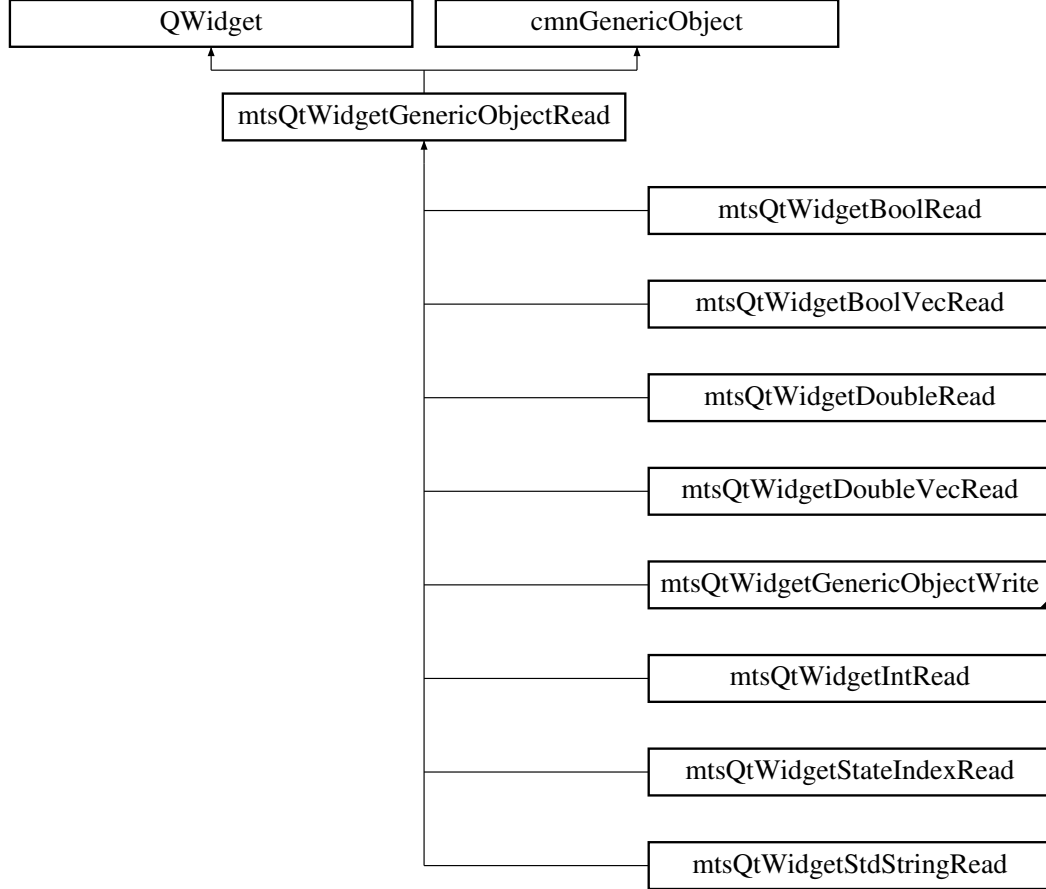 QWidget
cmnGenericObject
mtsQtWidgetGenericObjectRead
mtsQtWidgetBoolRead
mtsQtWidgetBoolVecRead
mtsQtWidgetDoubleRead
mtsQtWidgetDoubleVecRead
mtsQtWidgetGenericObjectWrite
mtsQtWidgetIntRead
mtsQtWidgetStateIndexRead
mtsQtWidgetStdStringRead